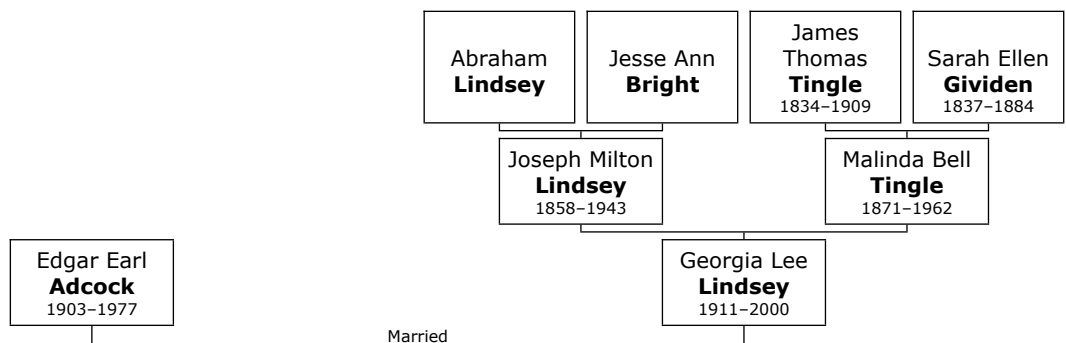 Abraham
Lindsey
Jesse Ann
Bright
James
Thomas
Tingle
1834–1909
Sarah Ellen
Gividen
1837–1884
Joseph Milton
Lindsey
1858–1943
Malinda Bell
Tingle
1871–1962
Edgar Earl
Adcock
1903–1977
Georgia Lee
Lindsey
1911–2000
Married